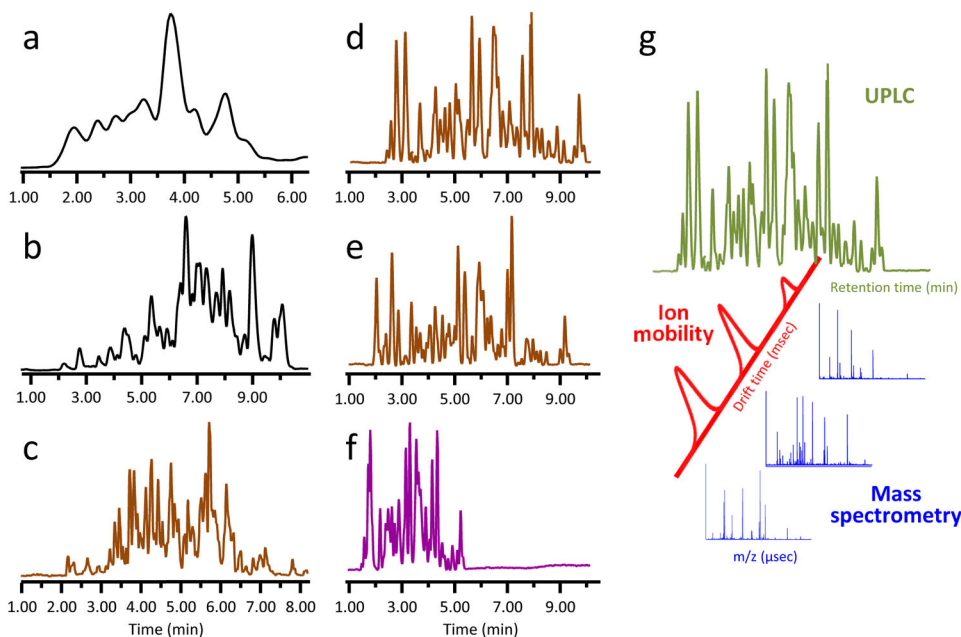 a
1.00 2.00 3.00 4.00 5.00 6.00
b
1.00 3.00 5.00 7.00 9.00
c
1.00 2.00 3.00 4.00 5.00 6.00 7.00 8.00
Time (min)
d
1.00 3.00 5.00 7.00 9.00
e
1.00 3.00 5.00 7.00 9.00
f
1.00 3.00 5.00 7.00 9.00
Time (min)
g
UPLC
Retention time (min)
Ion
mobility
Drift time (msec)
Mass
spectrometry
m/z (µsec)